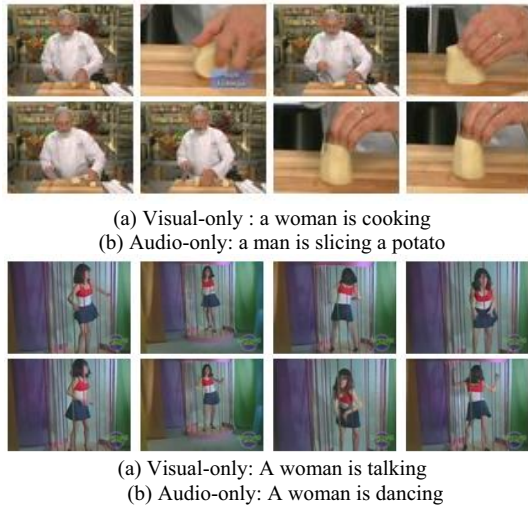 (a) Visual-only : a woman is cooking
(b) Audio-only: a man is slicing a potato
(a) Visual-only: A woman is talking
(b) Audio-only: A woman is dancing